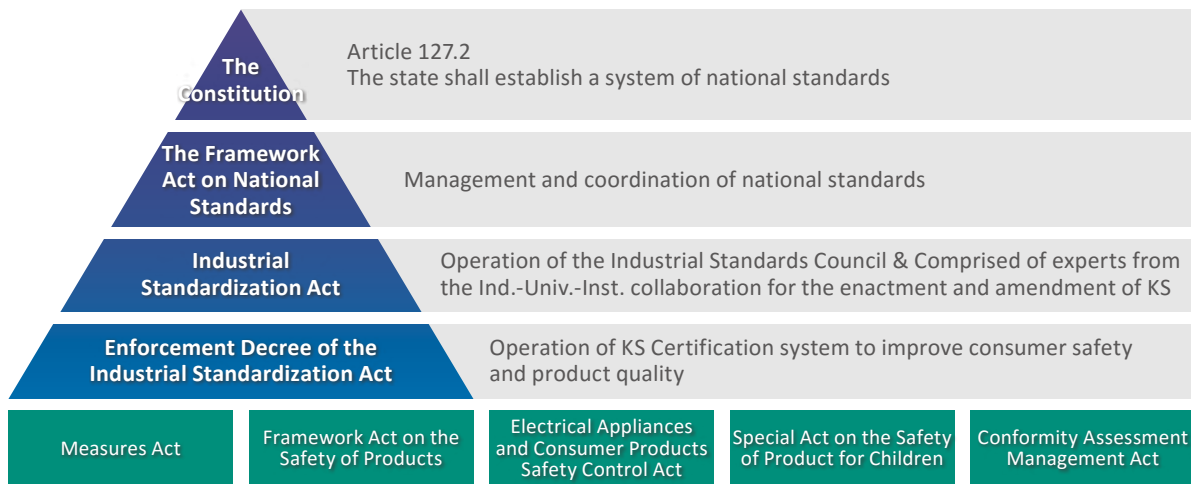 The
Constitution
Article 127.2
The state shall establish a system of national standards
The Framework
Act on National
Standards
Management and coordination of national standards
Industrial
Standardization Act
Operation of the Industrial Standards Council & Comprised of experts from
the Ind.-Univ.-Inst. collaboration for the enactment and amendment of KS
Enforcement Decree of the
Industrial Standardization Act
Operation of KS Certification system to improve consumer safety
and product quality
Measures Act
Framework Act on the
Safety of Products
Electrical Appliances
and Consumer Products
Safety Control Act
Special Act on the Safety
of Product for Children
Conformity Assessment
Management Act